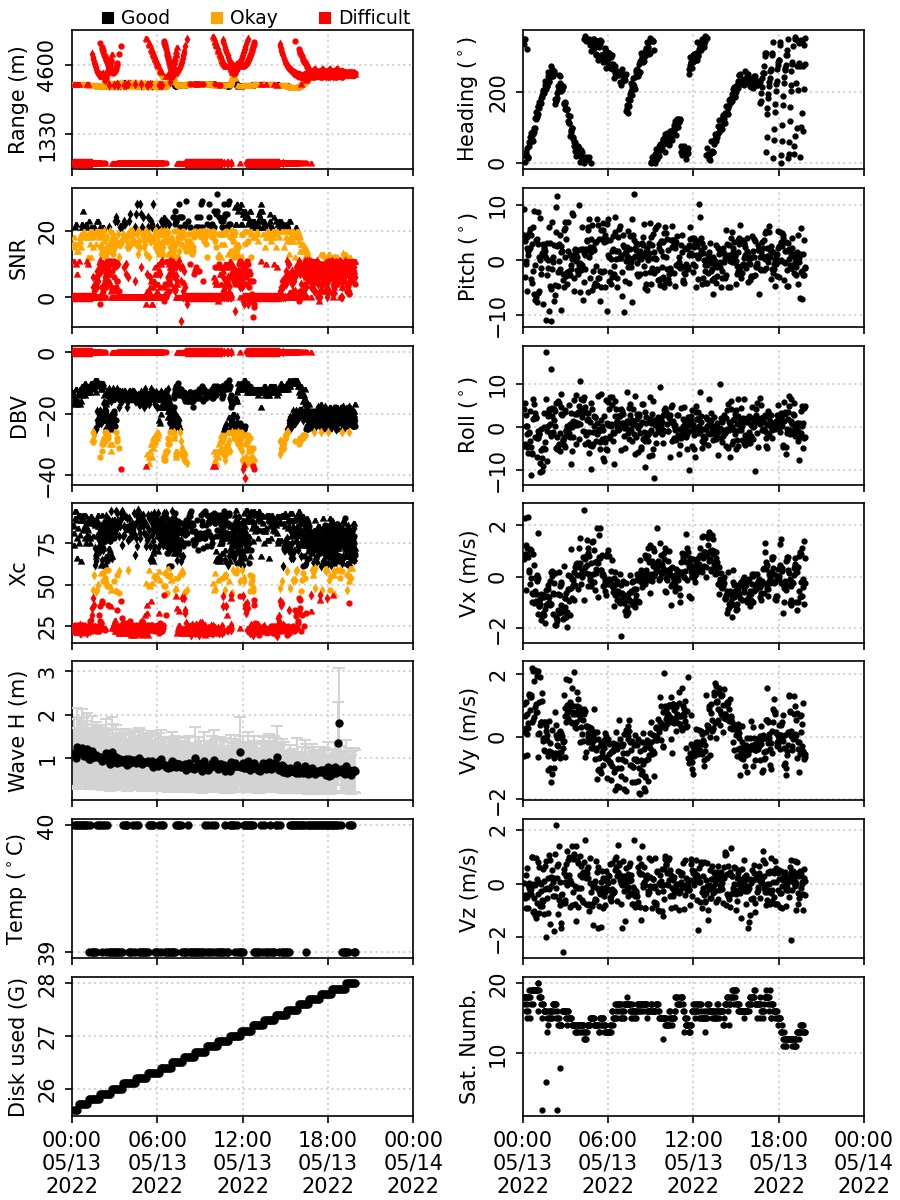 Good Okay Difficult
Range (m)
4600
1330
Heading (°)
200
0
SNR
20
0
Pitch (°)
10
0
−10
DBV
0
−20
−40
Roll (°)
10
0
−10
Xc
75
50
25
Vx (m/s)
2
0
−2
Wave H (m)
3
2
1
Vy (m/s)
2
0
−2
Temp (°C)
40
39
Vz (m/s)
2
0
−2
Disk used (G)
28
27
26
Sat. Numb.
20
10
00:00 06:00 12:00 18:00 00:00
05/13 05/13 05/13 05/13 05/14
2022 2022 2022 2022 2022
00:00 06:00 12:00 18:00 00:00
05/13 05/13 05/13 05/13 05/14
2022 2022 2022 2022 2022